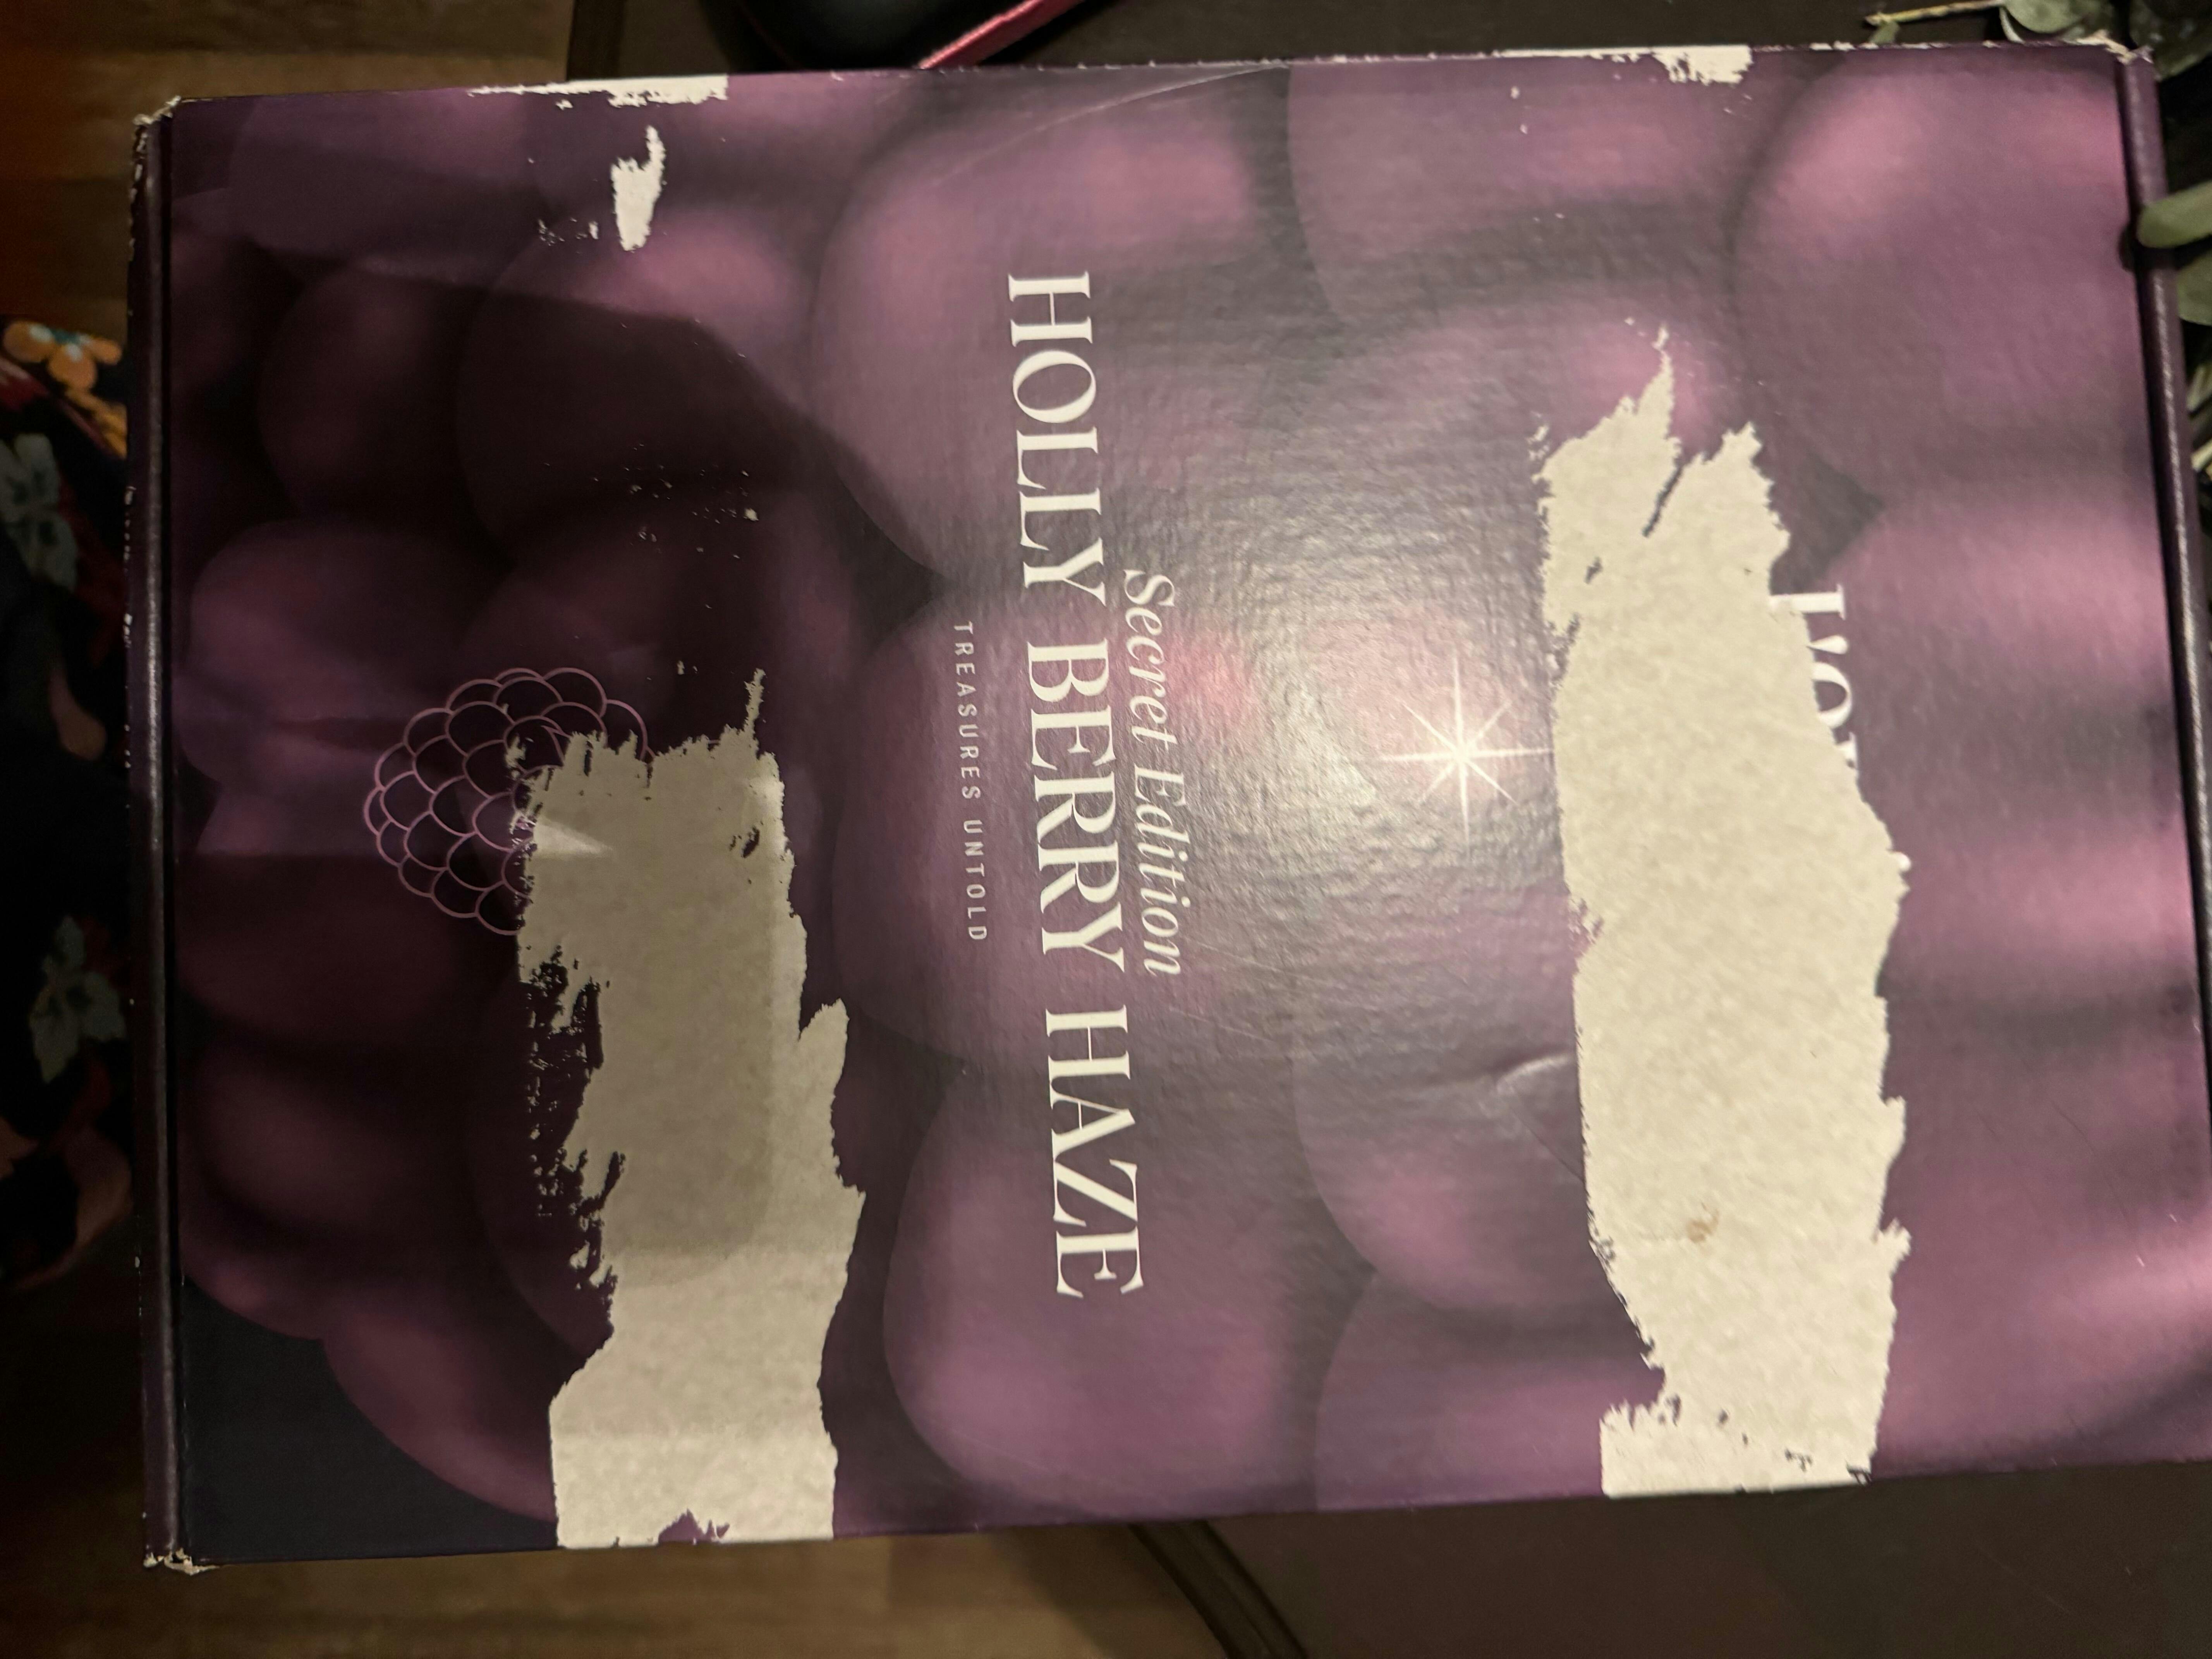 Secret Edition
HOLLY BERRY HAZE
TREASURES UNTOLD